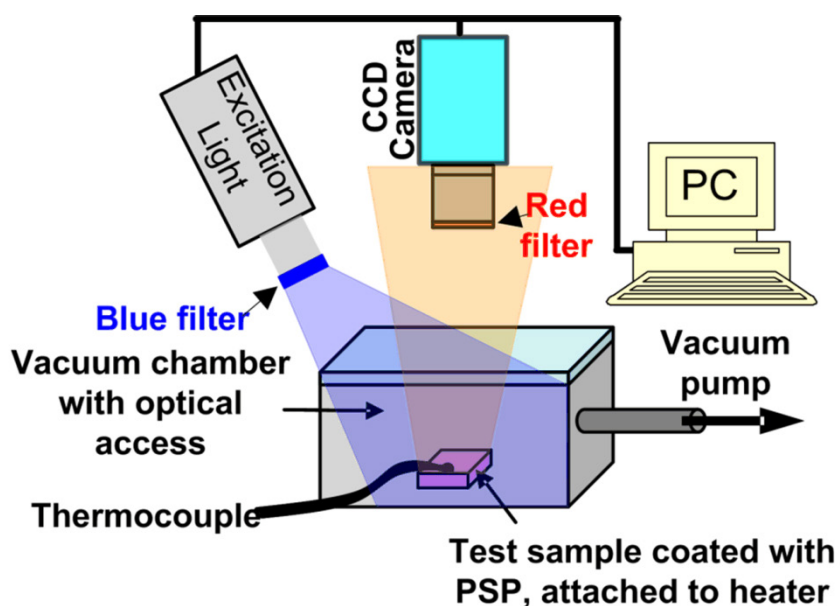 Excitation
Light
CCD
Camera
PC
Red
filter
Blue filter
Vacuum chamber
with optical
access
Vacuum
pump
Thermocouple
Test sample coated with
PSP, attached to heater